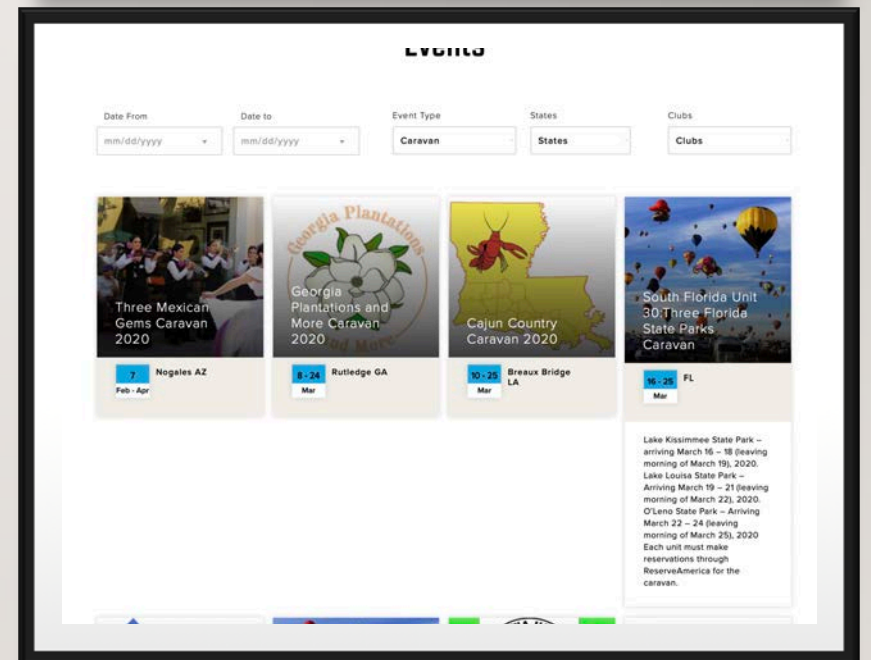 Events
Date From
Date to
Event Type
States
Clubs
mm/dd/yyyy
mm/dd/yyyy
Caravan
States
Clubs
Georgia Plantations
and More
Three Mexican
Gems Caravan
2020
Georgia
Plantations and
More Caravan
2020
Cajun Country
Caravan 2020
South Florida Unit
30:Three Florida
State Parks
Caravan
7
Feb - Apr
Nogales AZ
8 - 24
Mar
Rutledge GA
10 - 25
Mar
Breaux Bridge
LA
16 - 25
Mar
FL
Lake Kissimmee State Park –
arriving March 16 – 18 (leaving
morning of March 19), 2020.
Lake Louisa State Park –
Arriving March 19 – 21 (leaving
morning of March 22), 2020.
O'Leno State Park – Arriving
March 22 – 24 (leaving
morning of March 25), 2020
Each unit must make
reservations through
ReserveAmerica for the
caravan.